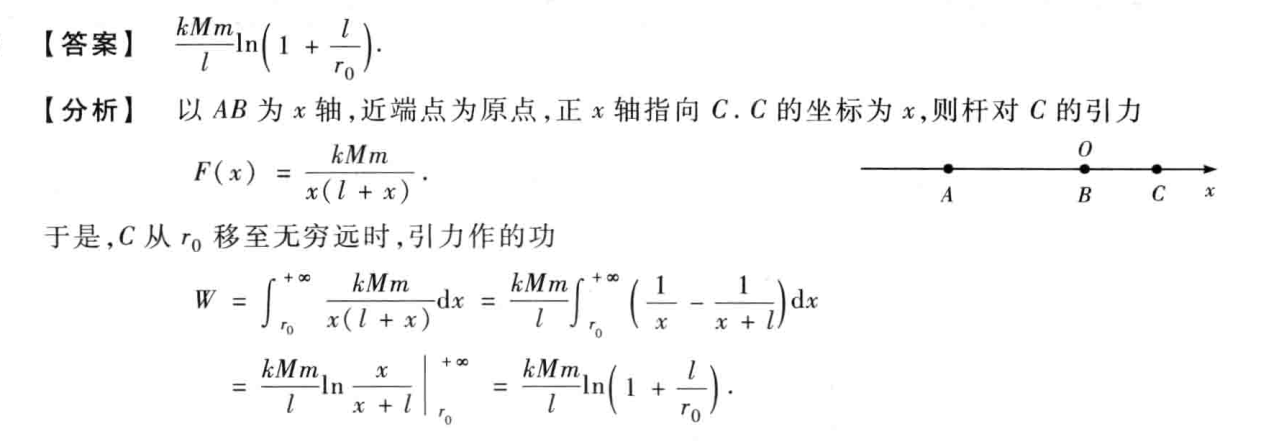 【答案】 $\frac{kMm}{l}\ln\left(1 + \frac{l}{r_0}\right)$.
【分析】 以 AB 为 x 轴,近端点为原点,正 x 轴指向 C. C 的坐标为 x,则杆对 C 的引力
$F(x) = \frac{kMm}{x(l + x)}$.
O
A B C x
于是,C 从 $r_0$ 移至无穷远时,引力作的功
$W = \int_{r_0}^{+\infty} \frac{kMm}{x(l + x)}\mathrm{d}x = \frac{kMm}{l}\int_{r_0}^{+\infty}\left(\frac{1}{x} - \frac{1}{x + l}\right)\mathrm{d}x$
$= \frac{kMm}{l}\ln\frac{x}{x + l}\Big|_{r_0}^{+\infty} = \frac{kMm}{l}\ln\left(1 + \frac{l}{r_0}\right)$.